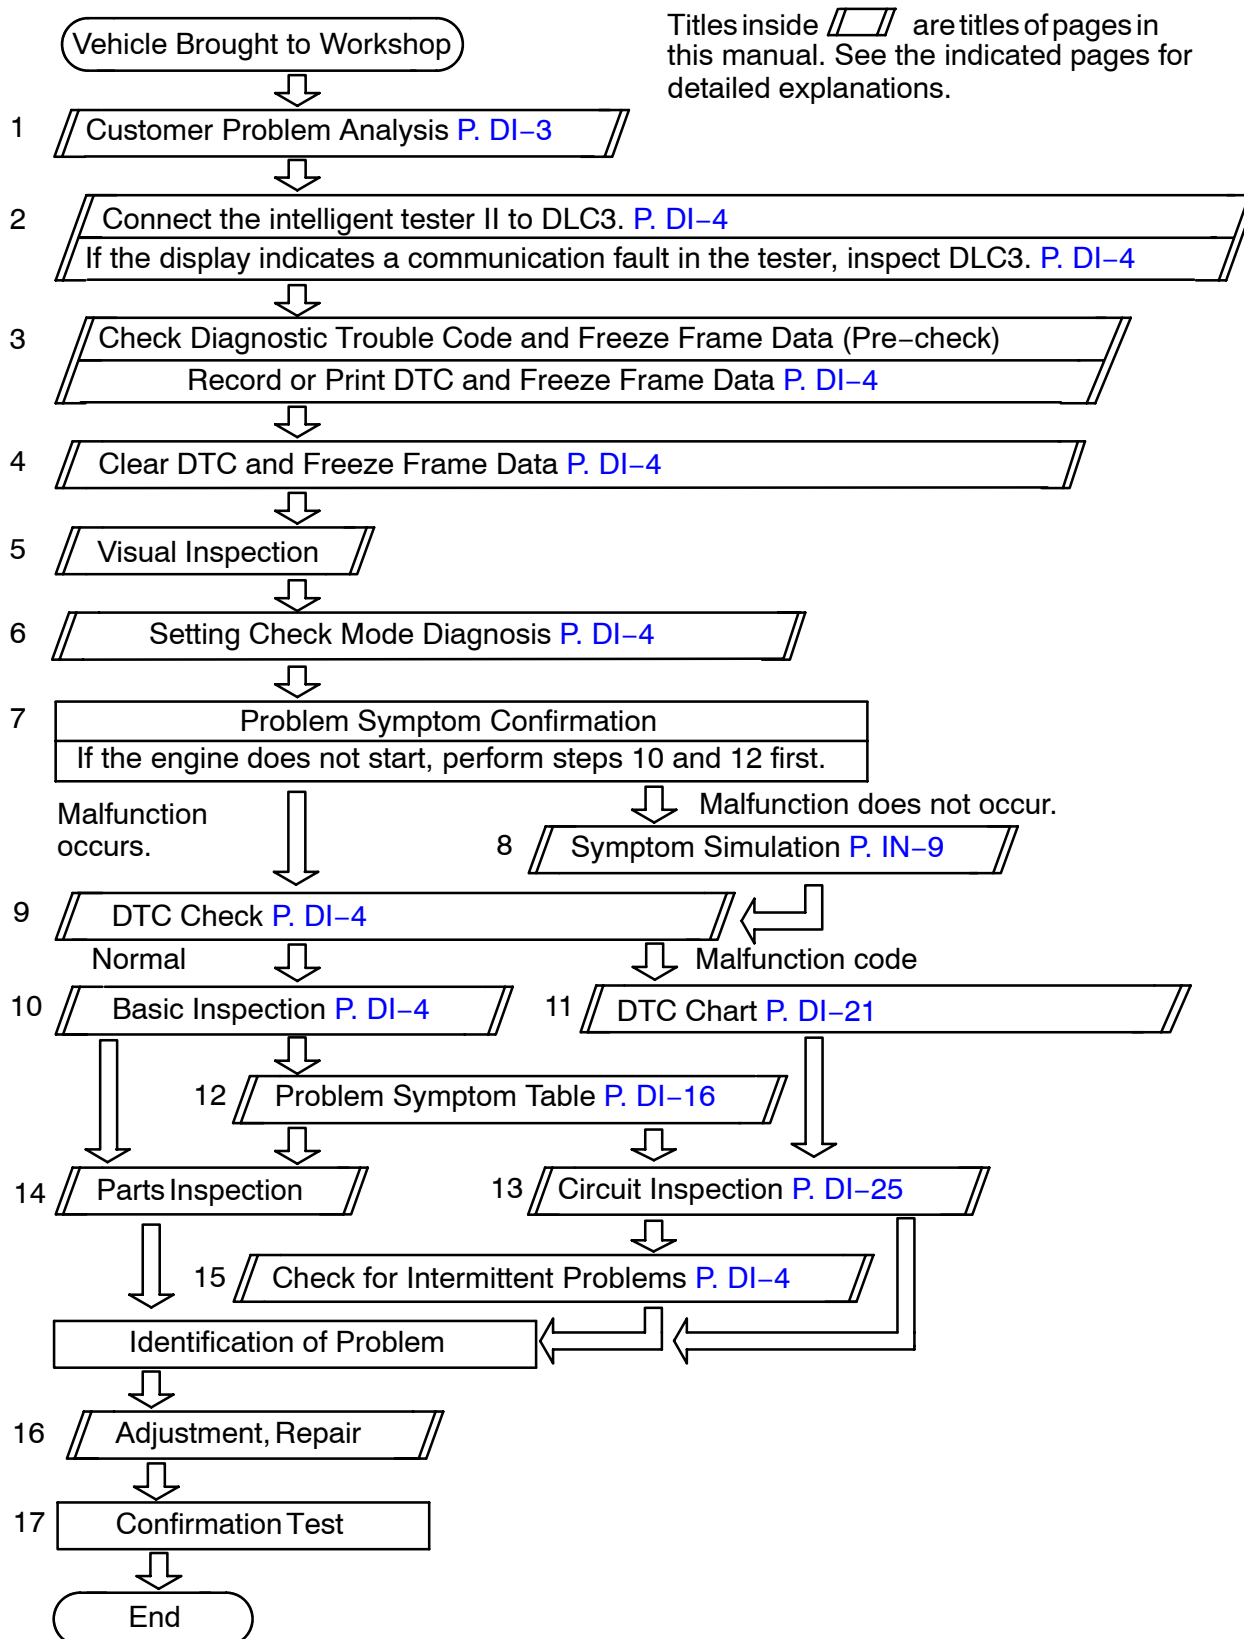 Vehicle Brought to Workshop
Titles inside are titles of pages in
this manual. See the indicated pages for
detailed explanations.
1 Customer Problem Analysis P. DI−3
2 Connect the intelligent tester II to DLC3. P. DI−4
If the display indicates a communication fault in the tester, inspect DLC3. P. DI−4
3 Check Diagnostic Trouble Code and Freeze Frame Data (Pre−check)
Record or Print DTC and Freeze Frame Data P. DI−4
4 Clear DTC and Freeze Frame Data P. DI−4
5 Visual Inspection
6 Setting Check Mode Diagnosis P. DI−4
7 Problem Symptom Confirmation
If the engine does not start, perform steps 10 and 12 first.
Malfunction
occurs.
Malfunction does not occur.
8 Symptom Simulation P. IN−9
9 DTC Check P. DI−4
Normal
Malfunction code
10 Basic Inspection P. DI−4
11 DTC Chart P. DI−21
12 Problem Symptom Table P. DI−16
14 Parts Inspection
13 Circuit Inspection P. DI−25
15 Check for Intermittent Problems P. DI−4
Identification of Problem
16 Adjustment, Repair
17 Confirmation Test
End